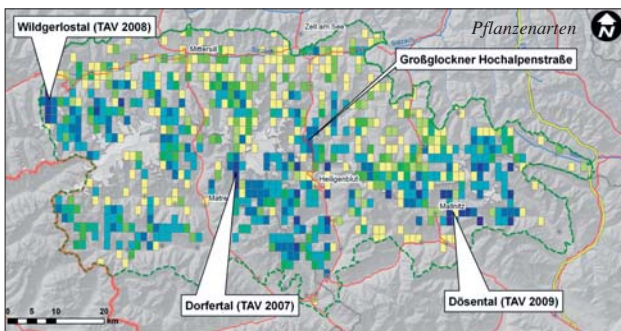 Wildgerlostal (TAV 2008)
Zell am See
Pflanzenarten
N
Mittersill
Großglockner Hochalpenstraße
Heiligenblut
Mallnitz
Dorfertal (TAV 2007)
Dösental (TAV 2009)
0 5 10 20
km